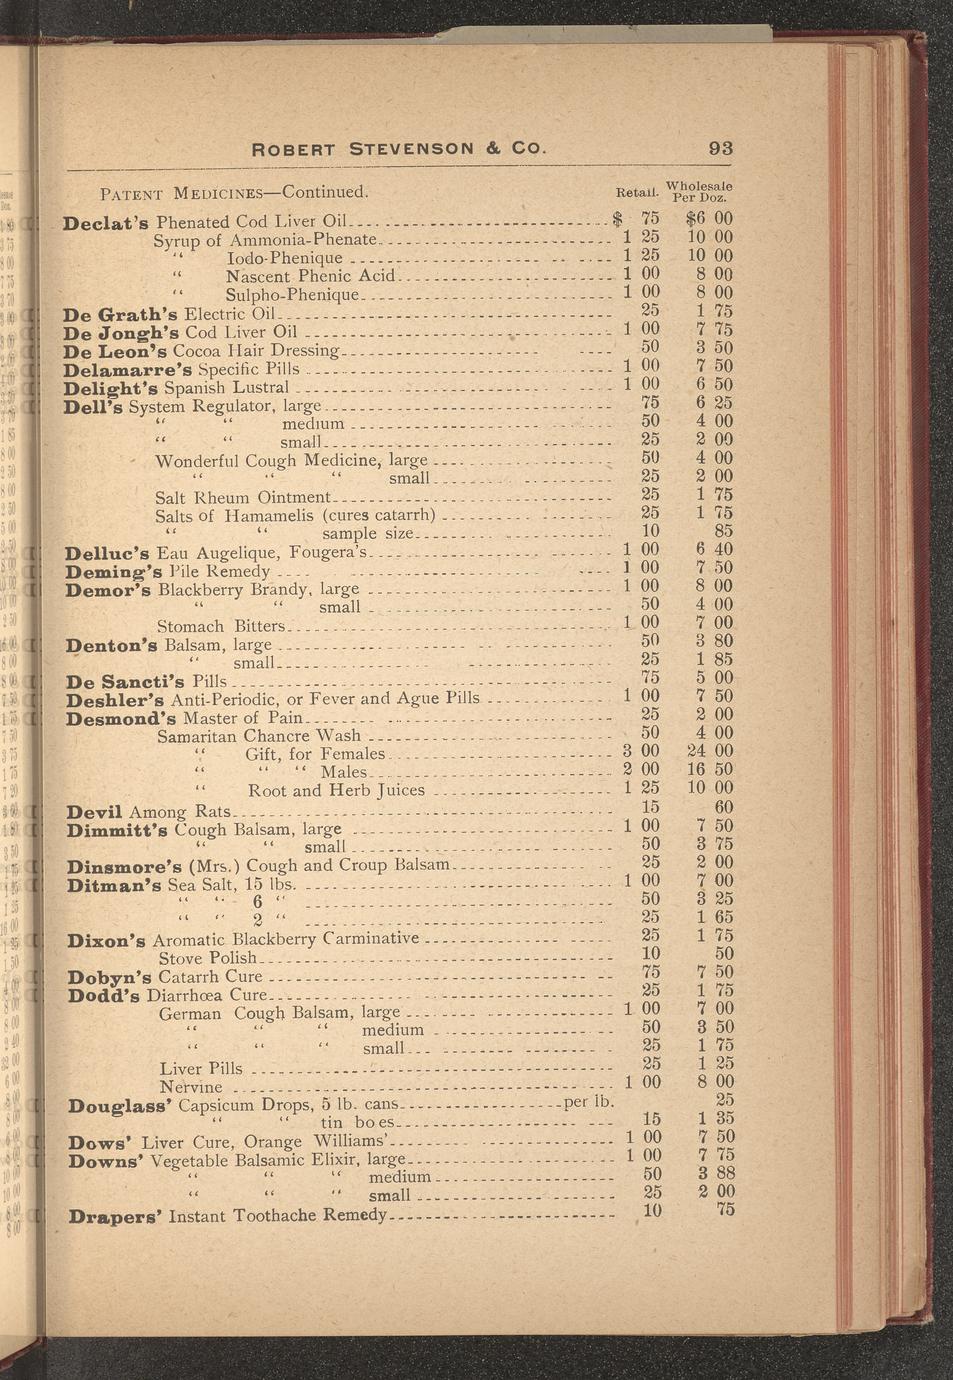 ROBERT STEVENSON & CO. 93
PATENT MEDICINES—Continued. Retail. Wholesale Per Doz.
Declat's Phenated Cod Liver Oil $ 75 $6 00
Syrup of Ammonia-Phenate 1 25 10 00
“ Iodo-Phenique 1 25 10 00
“ Nascent Phenic Acid 1 00 8 00
“ Sulpho-Phenique 1 00 8 00
De Grath's Electric Oil 25 1 75
De Jongh's Cod Liver Oil 1 00 7 75
De Leon's Cocoa Hair Dressing 50 3 50
Delamarre's Specific Pills 1 00 7 50
Delight's Spanish Lustral 1 00 6 50
Dell's System Regulator, large 75 6 25
“ “ medium 50 4 00
“ “ small 25 2 00
Wonderful Cough Medicine, large 50 4 00
“ “ “ small 25 2 00
Salt Rheum Ointment 25 1 75
Salts of Hamamelis (cures catarrh) 25 1 75
“ “ sample size 10 85
Delluc's Eau Augelique, Fougera's 1 00 6 40
Deming's Pile Remedy 1 00 7 50
Demor's Blackberry Brandy, large 1 00 8 00
“ “ small 50 4 00
Stomach Bitters 1 00 7 00
Denton's Balsam, large 50 3 80
“ small 25 1 85
De Sancti's Pills 75 5 00
Deshler's Anti-Periodic, or Fever and Ague Pills 1 00 7 50
Desmond's Master of Pain 25 2 00
Samaritan Chancre Wash 50 4 00
“ Gift, for Females 3 00 24 00
“ “ “ Males 2 00 16 50
“ Root and Herb Juices 1 25 10 00
Devil Among Rats 15 60
Dimmitt's Cough Balsam, large 1 00 7 50
“ “ small 50 3 75
Dinsmore's (Mrs.) Cough and Croup Balsam 25 2 00
Ditman's Sea Salt, 15 lbs. 1 00 7 00
“ “ 6 “ 50 3 25
“ “ 2 “ 25 1 65
Dixon's Aromatic Blackberry Carminative 25 1 75
Stove Polish 10 50
Dobyn's Catarrh Cure 75 7 50
Dodd's Diarrhœa Cure 25 1 75
German Cough Balsam, large 1 00 7 00
“ “ “ medium 50 3 50
“ “ “ small 25 1 75
Liver Pills 25 1 25
Nervine 1 00 8 00
Douglass' Capsicum Drops, 5 lb. cans per lb. 25
“ “ tin bo es 15 1 35
Dows' Liver Cure, Orange Williams' 1 00 7 50
Downs' Vegetable Balsamic Elixir, large 1 00 7 75
“ “ “ medium 50 3 88
“ “ “ small 25 2 00
Drapers' Instant Toothache Remedy 10 75